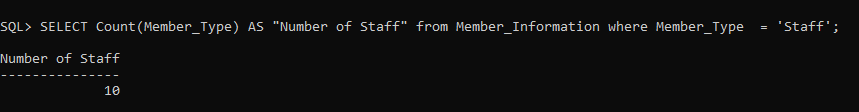 SQL> SELECT Count(Member_Type) AS "Number of Staff" from Member_Information where Member_Type  = 'Staff';
Number of Staff
---------------
10